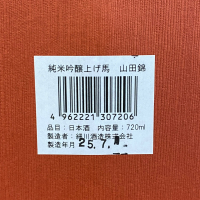 純米吟醸上げ馬 山田錦
4 962221 307206
品目：日本酒 内容量：720ml
製造者：細川酒造株式会社
製造年月 25.7.